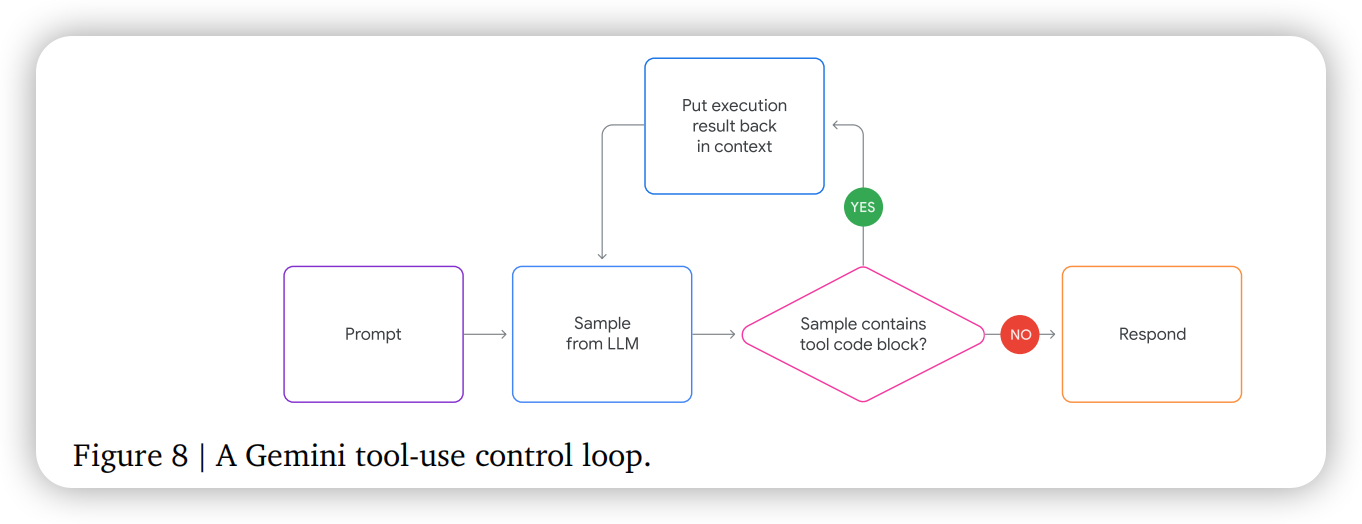 Put execution
result back
in context
YES
Prompt
Sample
from LLM
Sample contains
tool code block?
NO
Respond
Figure 8 | A Gemini tool-use control loop.